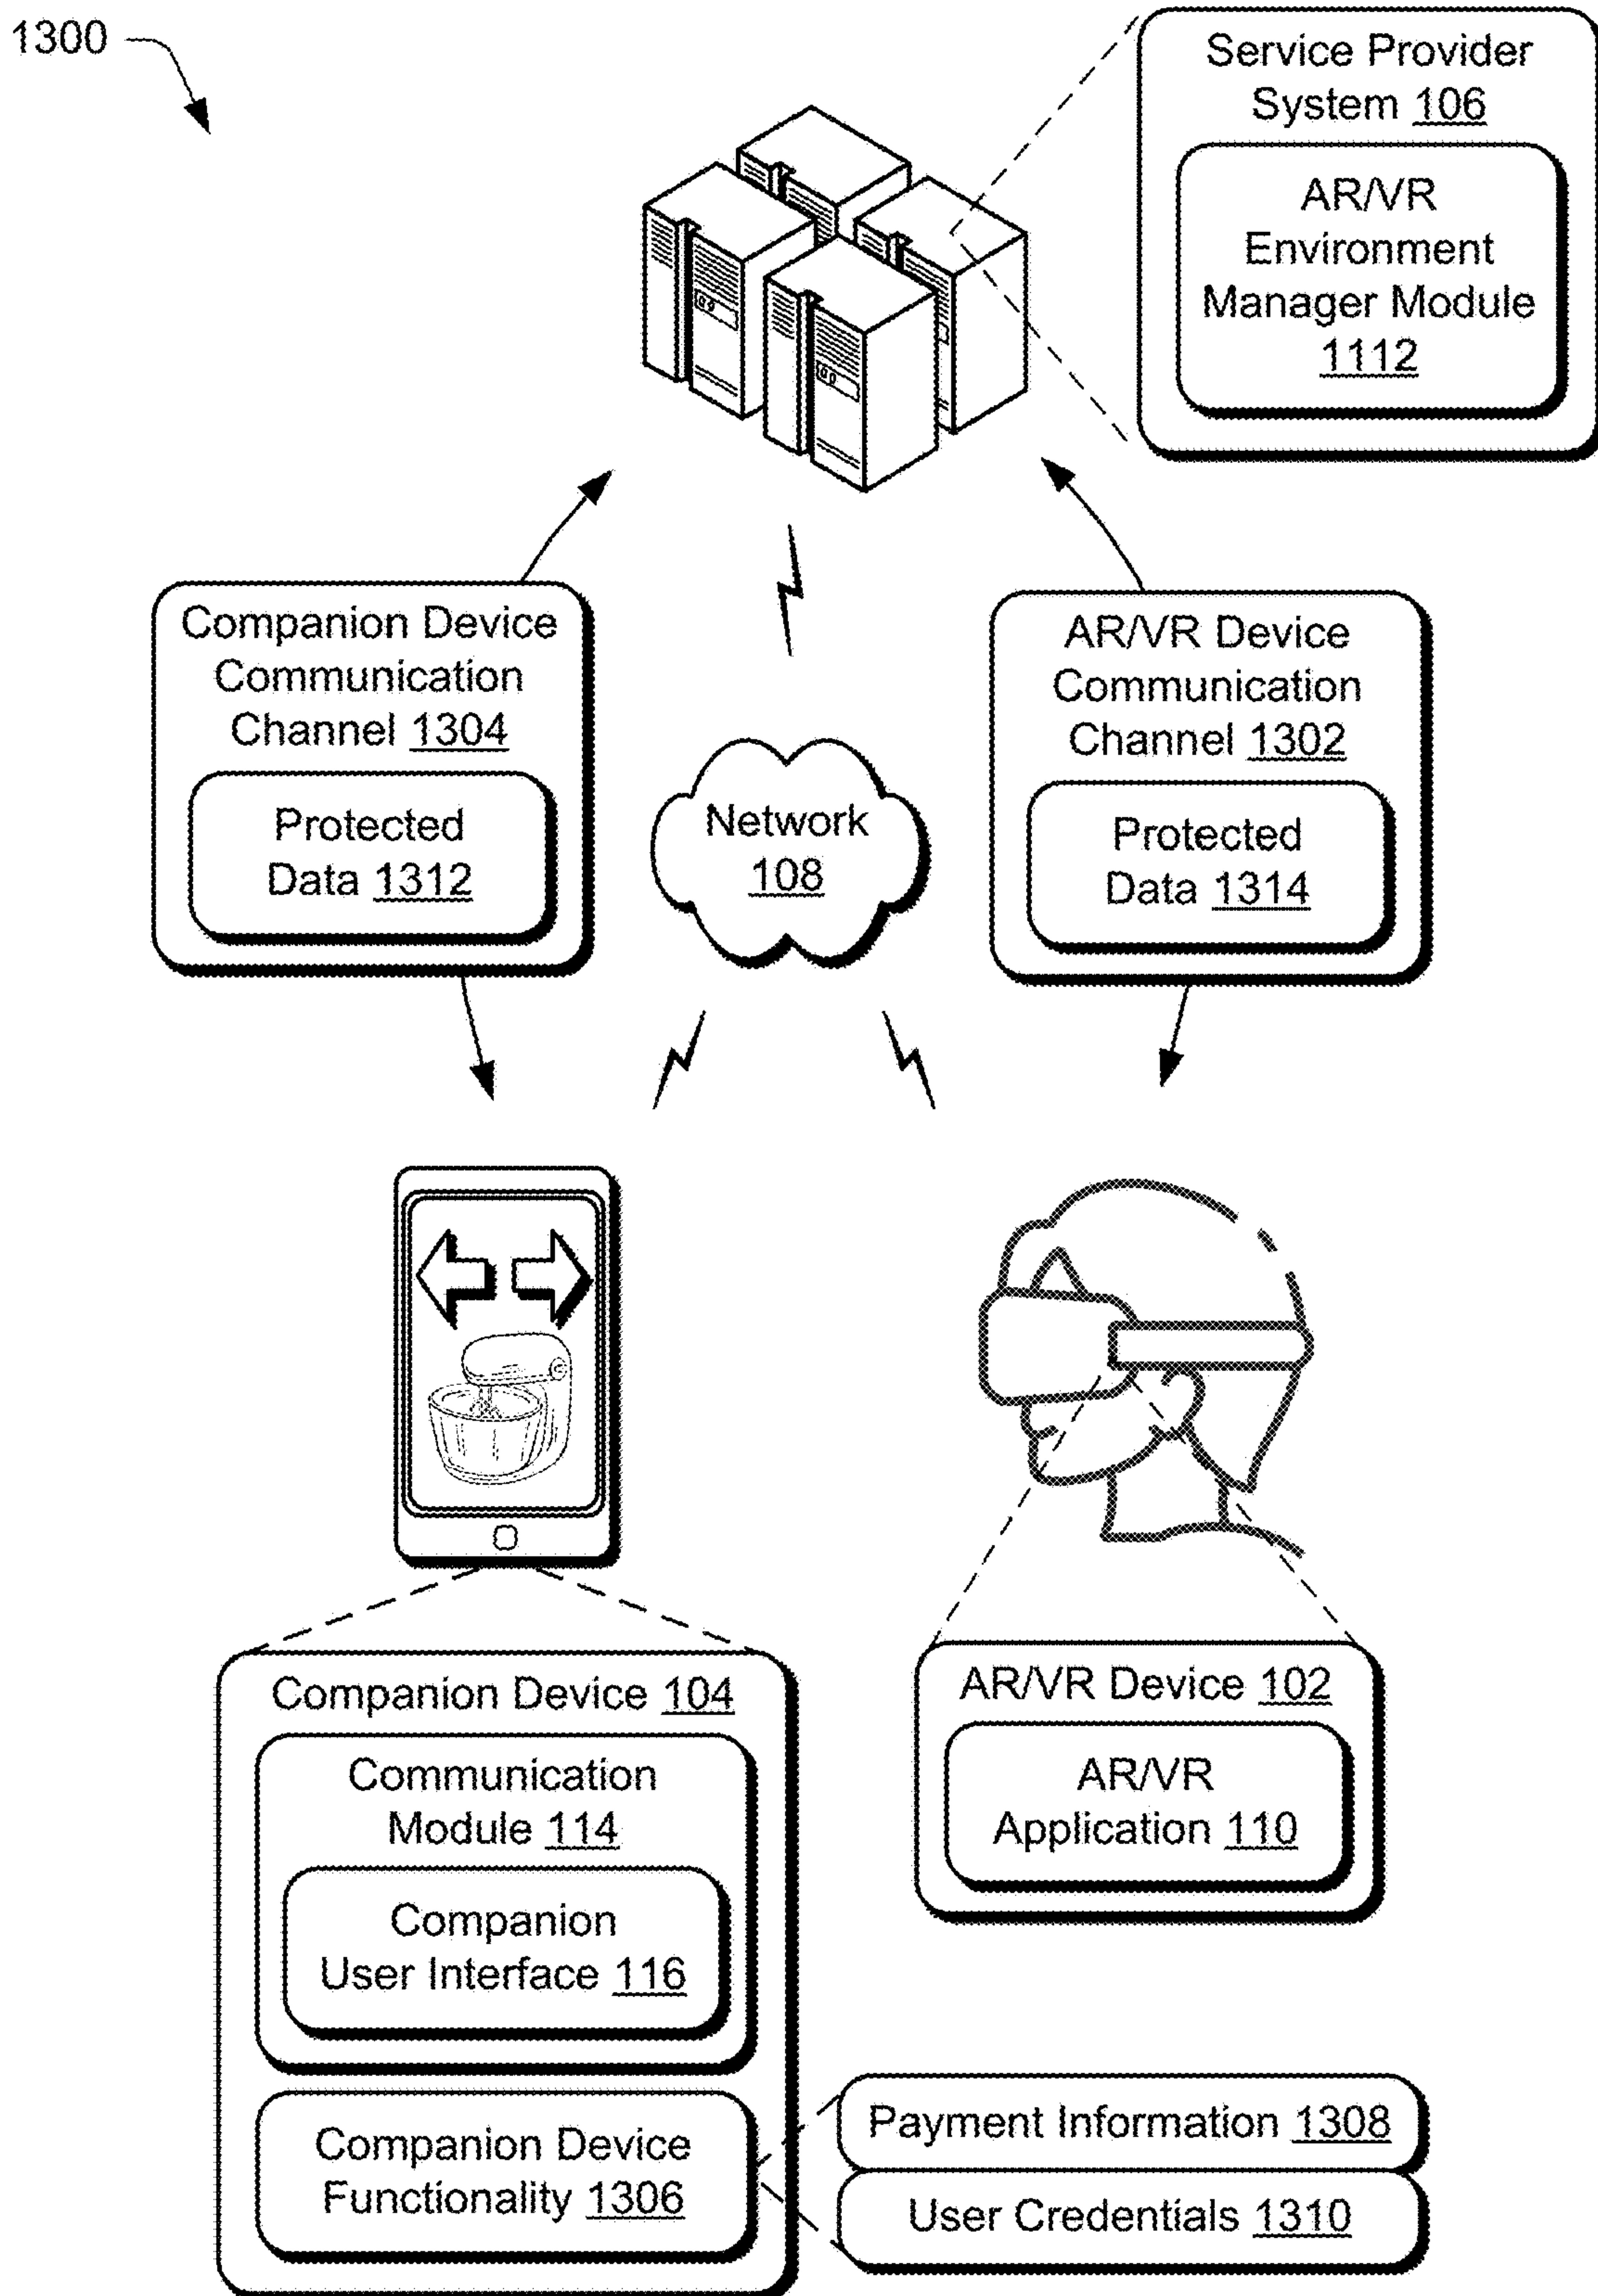 1300
Service Provider
System 106
AR/VR
Environment
Manager Module
1112
Companion Device
Communication
Channel 1304
Protected
Data 1312
Network
108
AR/VR Device
Communication
Channel 1302
Protected
Data 1314
Companion Device 104
Communication
Module 114
Companion
User Interface 116
Companion Device
Functionality 1306
AR/VR Device 102
AR/VR
Application 110
Payment Information 1308
User Credentials 1310